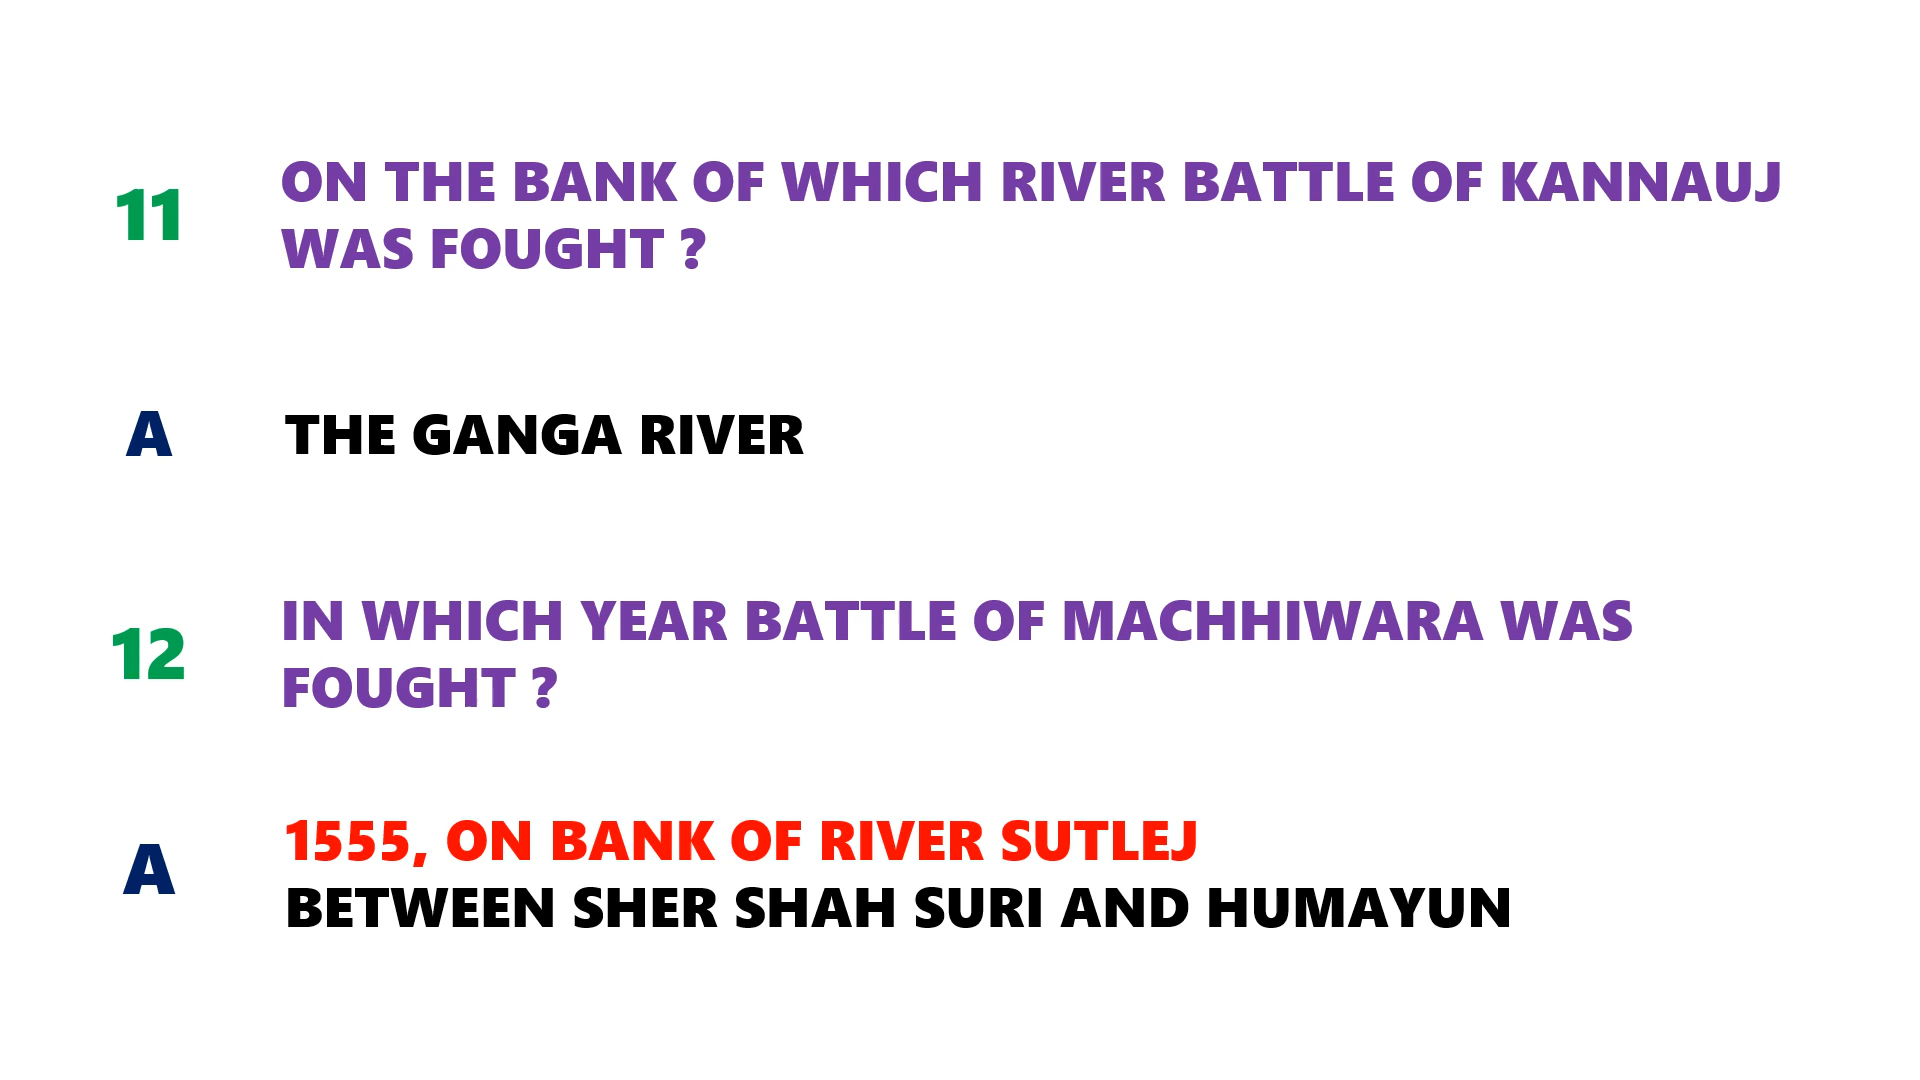 11
ON THE BANK OF WHICH RIVER BATTLE OF KANNAUJ
WAS FOUGHT ?
A
THE GANGA RIVER
12
IN WHICH YEAR BATTLE OF MACHHIWARA WAS
FOUGHT ?
A
1555, ON BANK OF RIVER SUTLEJ
BETWEEN SHER SHAH SURI AND HUMAYUN